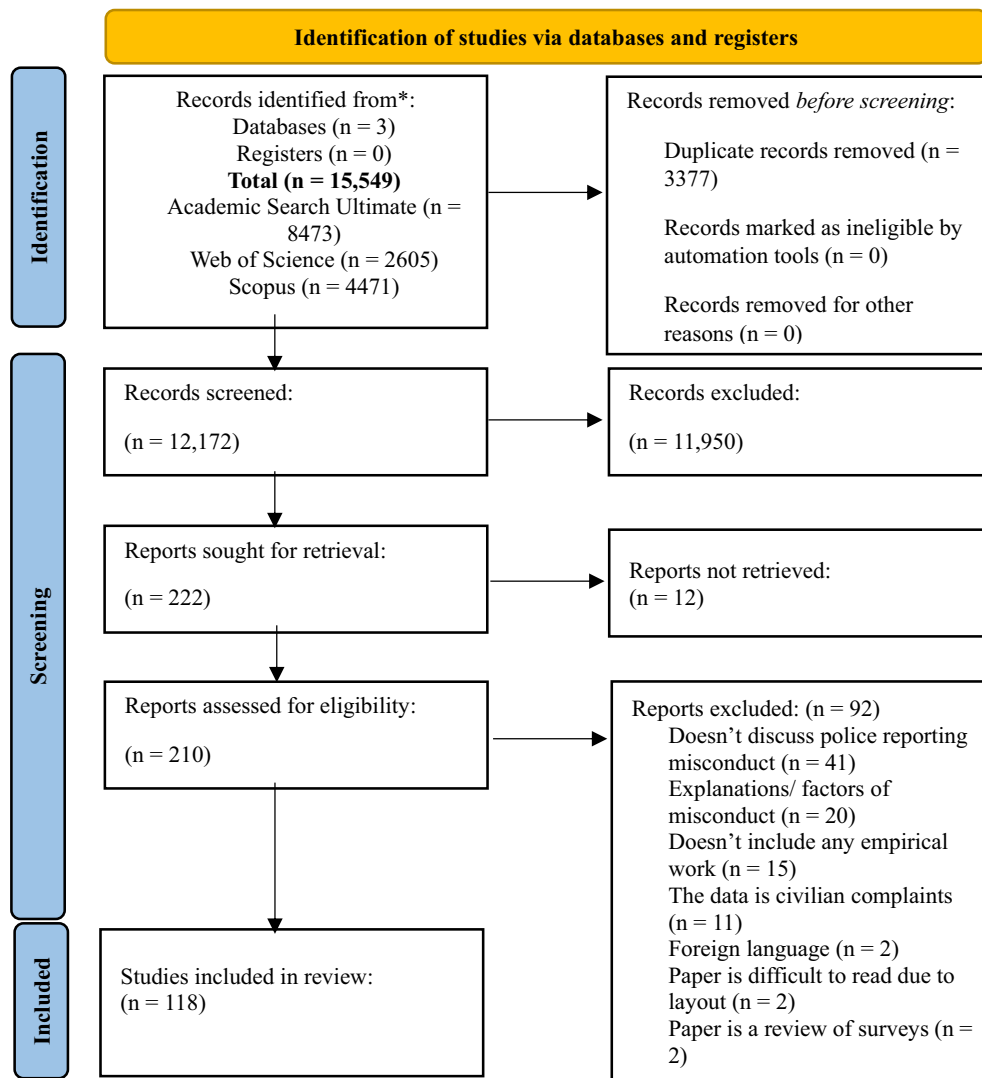 Identification of studies via databases and registers
Identification
Records identified from*:
Databases (n = 3)
Registers (n = 0)
Total (n = 15,549)
Academic Search Ultimate (n =
8473)
Web of Science (n = 2605)
Scopus (n = 4471)
Records removed before screening:
Duplicate records removed (n =
3377)
Records marked as ineligible by
automation tools (n = 0)
Records removed for other
reasons (n = 0)
Screening
Records screened:
(n = 12,172)
Records excluded:
(n = 11,950)
Reports sought for retrieval:
(n = 222)
Reports not retrieved:
(n = 12)
Reports assessed for eligibility:
(n = 210)
Reports excluded: (n = 92)
Doesn’t discuss police reporting
misconduct (n = 41)
Explanations/ factors of
misconduct (n = 20)
Doesn’t include any empirical
work (n = 15)
The data is civilian complaints
(n = 11)
Foreign language (n = 2)
Paper is difficult to read due to
layout (n = 2)
Paper is a review of surveys (n =
2)
Included
Studies included in review:
(n = 118)